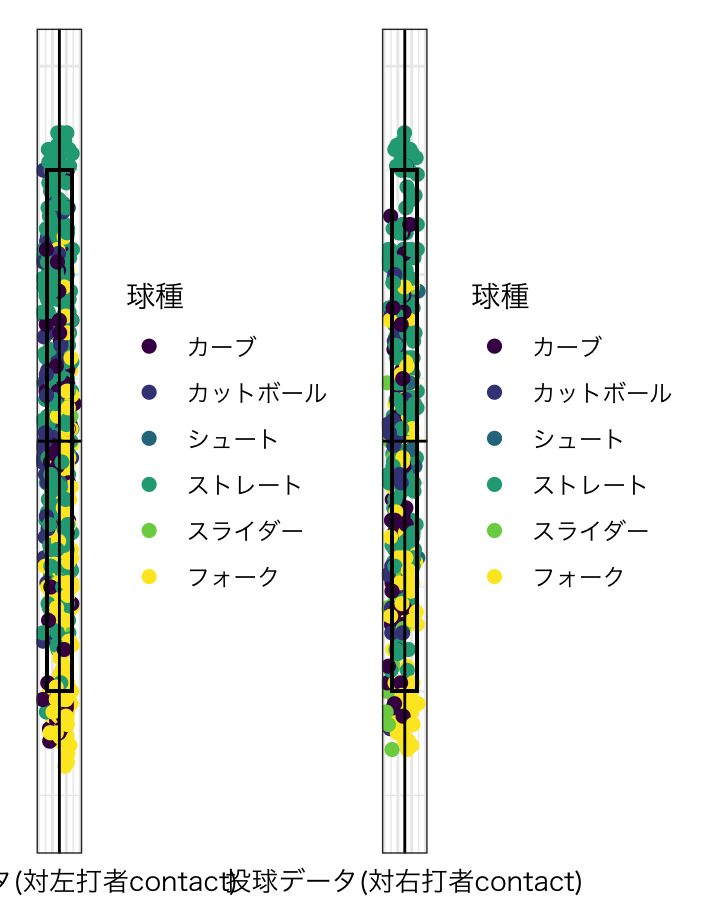 球種
カーブ
カットボール
シュート
ストレート
スライダー
フォーク
タ(対左打者contact)
球種
カーブ
カットボール
シュート
ストレート
スライダー
フォーク
投球データ(対右打者contact)